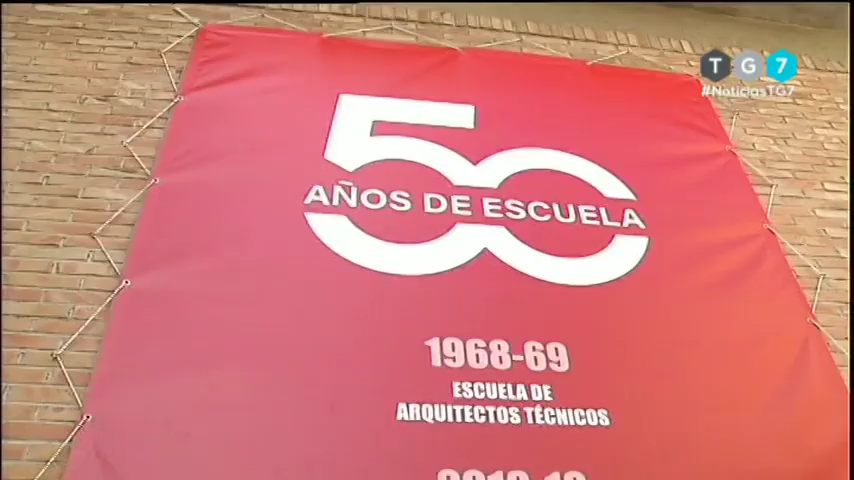 TG7
#NoticiasTG7
50
AÑOS DE ESCUELA
1968-69
ESCUELA DE
ARQUITECTOS TÉCNICOS